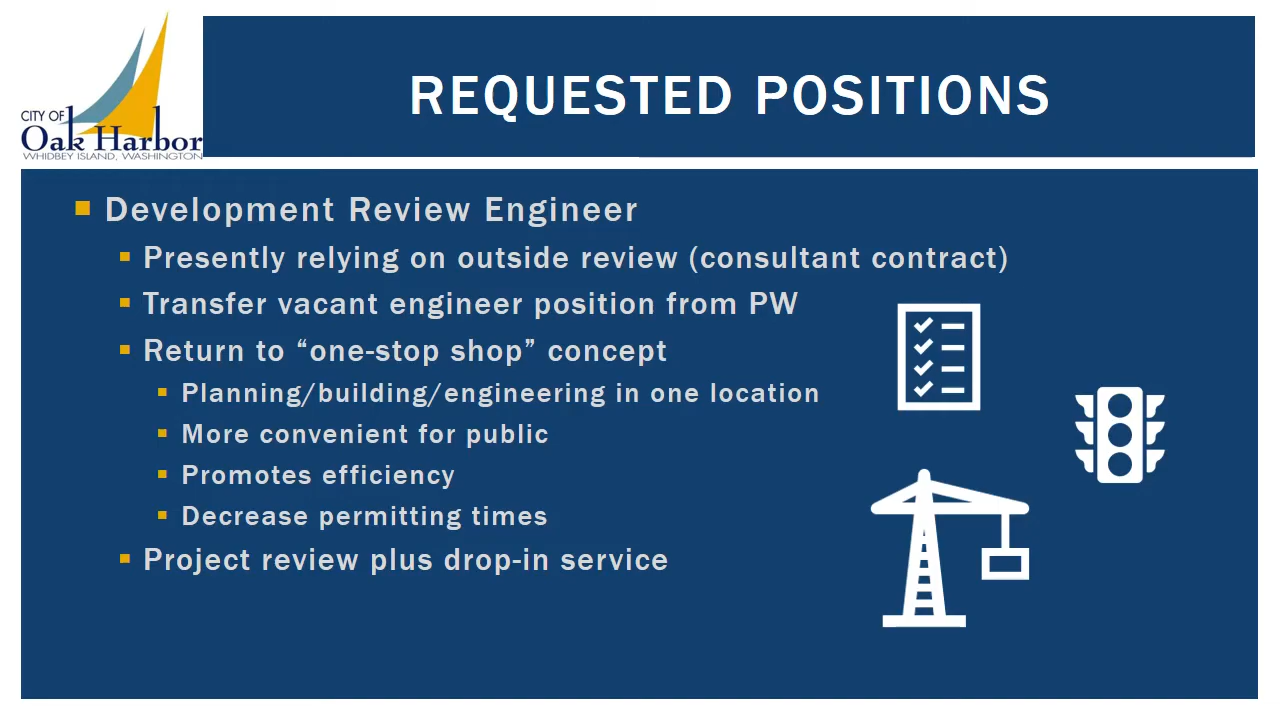 CITY OF
Oak Harbor
WHIDBEY ISLAND, WASHINGTON
REQUESTED POSITIONS
Development Review Engineer
Presently relying on outside review (consultant contract)
Transfer vacant engineer position from PW
Return to “one-stop shop” concept
Planning/building/engineering in one location
More convenient for public
Promotes efficiency
Decrease permitting times
Project review plus drop-in service